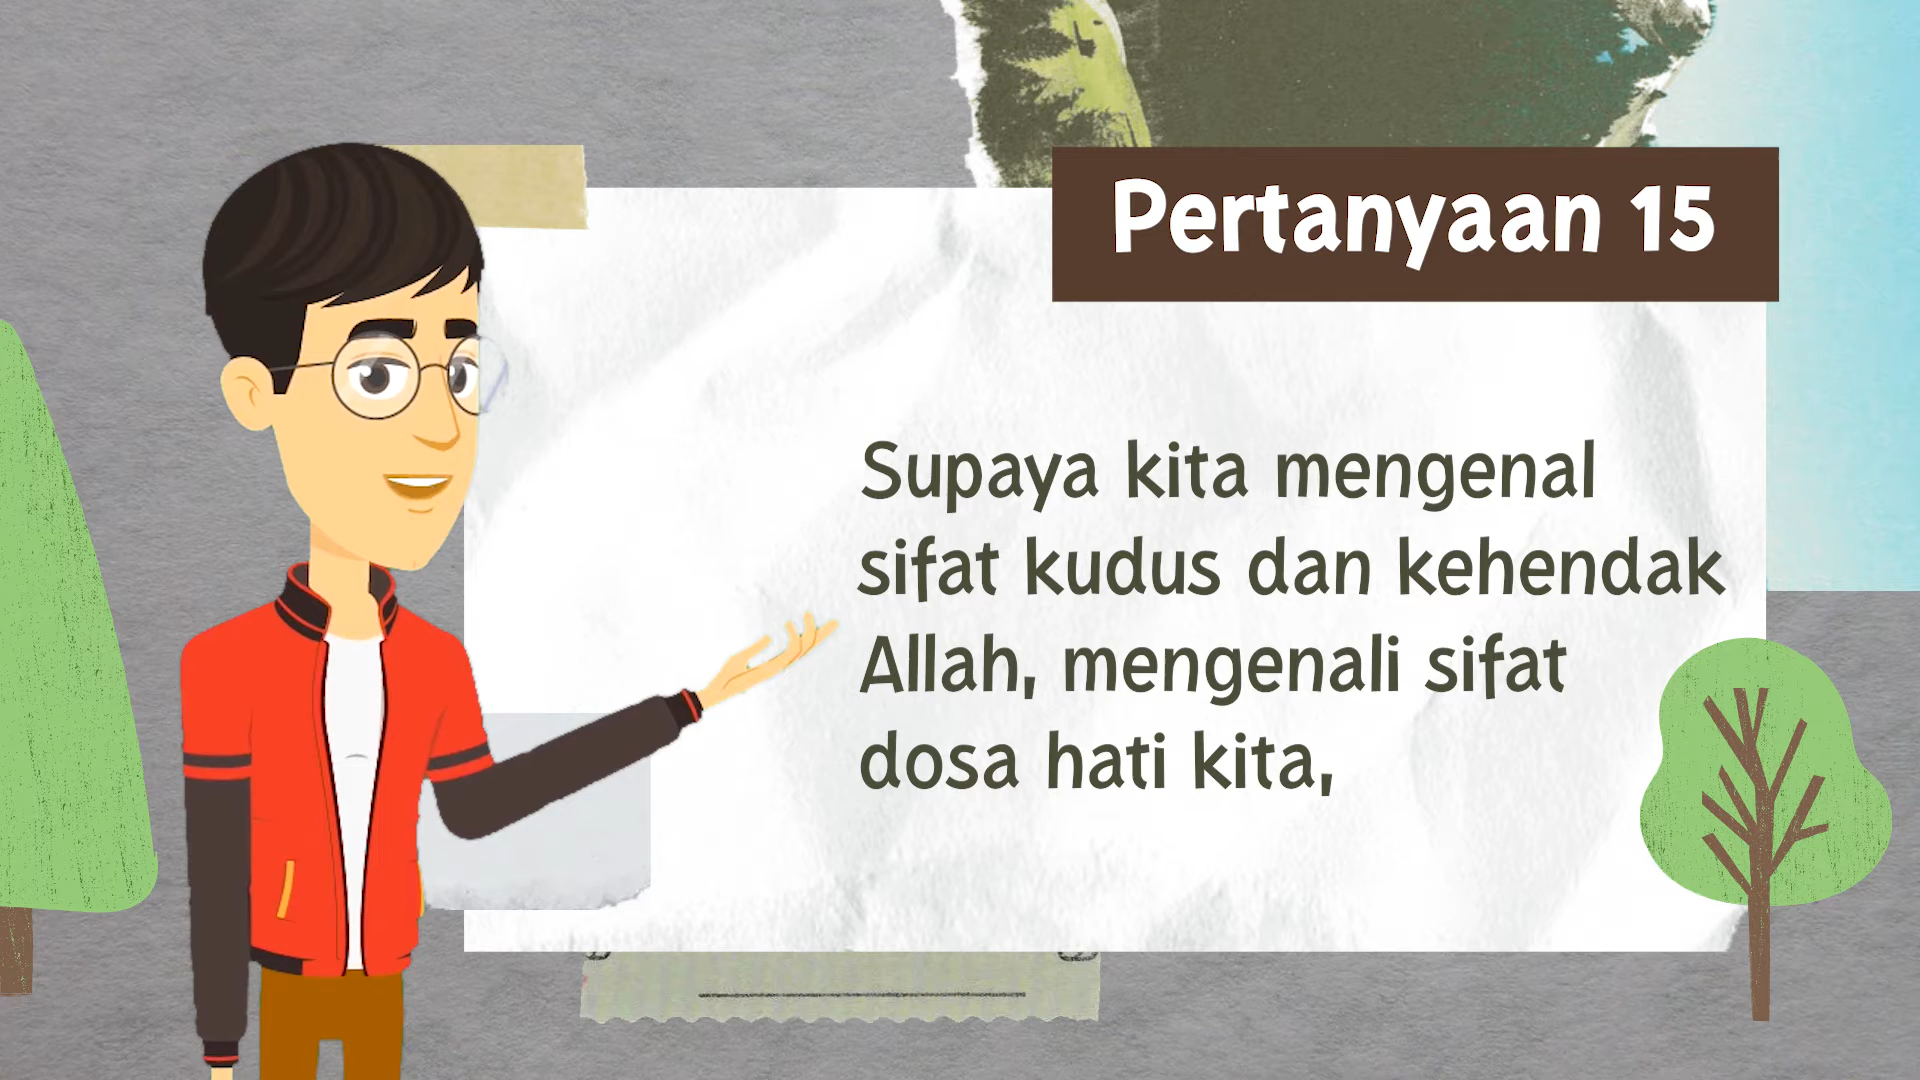 Pertanyaan 15
Supaya kita mengenal
sifat kudus dan kehendak
Allah, mengenali sifat
dosa hati kita,